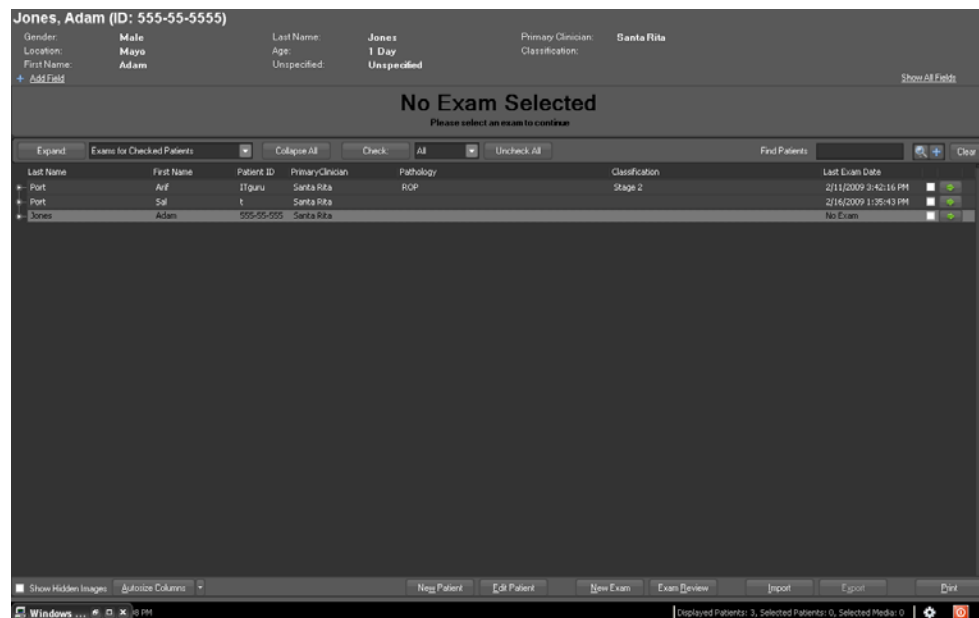 Jones, Adam (ID: 555-55-5555)
Gender: Male Last Name: Jones Primary Clinician: Santa Rita
Location: Mayo Age: 1 Day Classification:
First Name: Adam Unspecified: Unspecified
+ Add Field Show All Fields
No Exam Selected
Please select an exam to continue
Expand: Exams for Checked Patients Collapse All Check: All Uncheck All Find Patients Clear
Last Name First Name Patient ID PrimaryClinician Pathology Classification Last Exam Date
Port Arif ITguru Santa Rita ROP Stage 2 2/11/2009 3:42:16 PM
Port Sal t Santa Rita 2/16/2009 1:35:43 PM
Jones Adam 555-55-555 Santa Rita No Exam
Show Hidden Images Autosize Columns New Patient Edit Patient New Exam Exam Review Import Export Print
Windows ... PM Displayed Patients: 3, Selected Patients: 0, Selected Media: 0